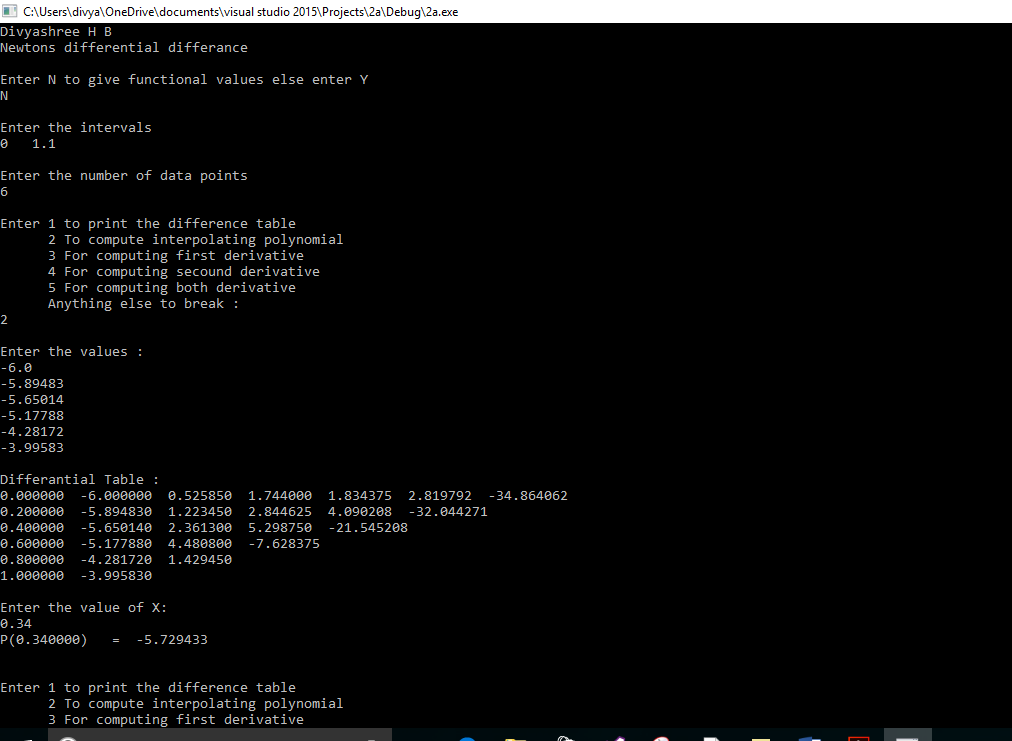 C:\Users\divya\OneDrive\documents\visual studio 2015\Projects\2a\Debug\2a.exe
Divyashree H B
Newtons differential differance
Enter N to give functional values else enter Y
N
Enter the intervals
0   1.1
Enter the number of data points
6
Enter 1 to print the difference table
2 To compute interpolating polynomial
3 For computing first derivative
4 For computing secound derivative
5 For computing both derivative
Anything else to break :
2
Enter the values :
-6.0
-5.89483
-5.65014
-5.17788
-4.28172
-3.99583
Differantial Table :
0.000000  -6.000000  0.525850  1.744000  1.834375  2.819792  -34.864062
0.200000  -5.894830  1.223450  2.844625  4.090208  -32.044271
0.400000  -5.650140  2.361300  5.298750  -21.545208
0.600000  -5.177880  4.480800  -7.628375
0.800000  -4.281720  1.429450
1.000000  -3.995830
Enter the value of X:
0.34
P(0.340000)   =  -5.729433
Enter 1 to print the difference table
2 To compute interpolating polynomial
3 For computing first derivative